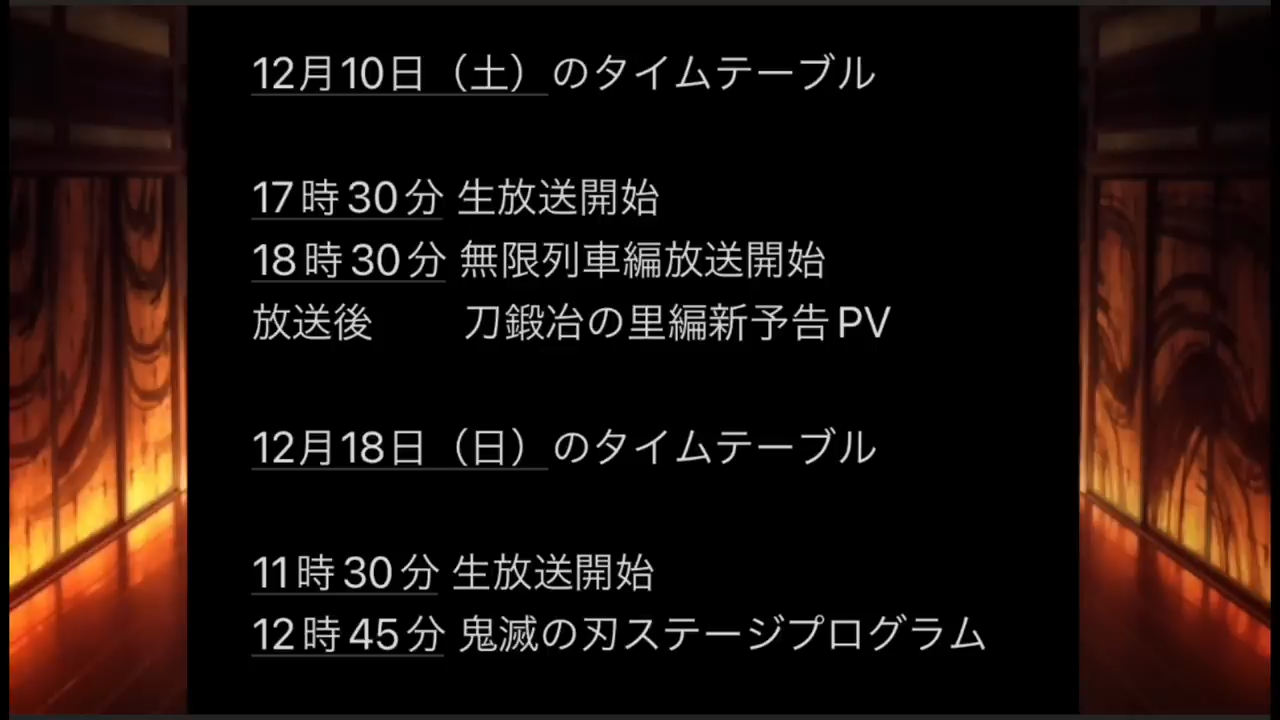 12月10日（土）のタイムテーブル
17時30分 生放送開始
18時30分 無限列車編放送開始
放送後 刀鍛冶の里編新予告PV
12月18日（日）のタイムテーブル
11時30分 生放送開始
12時45分 鬼滅の刃ステージプログラム